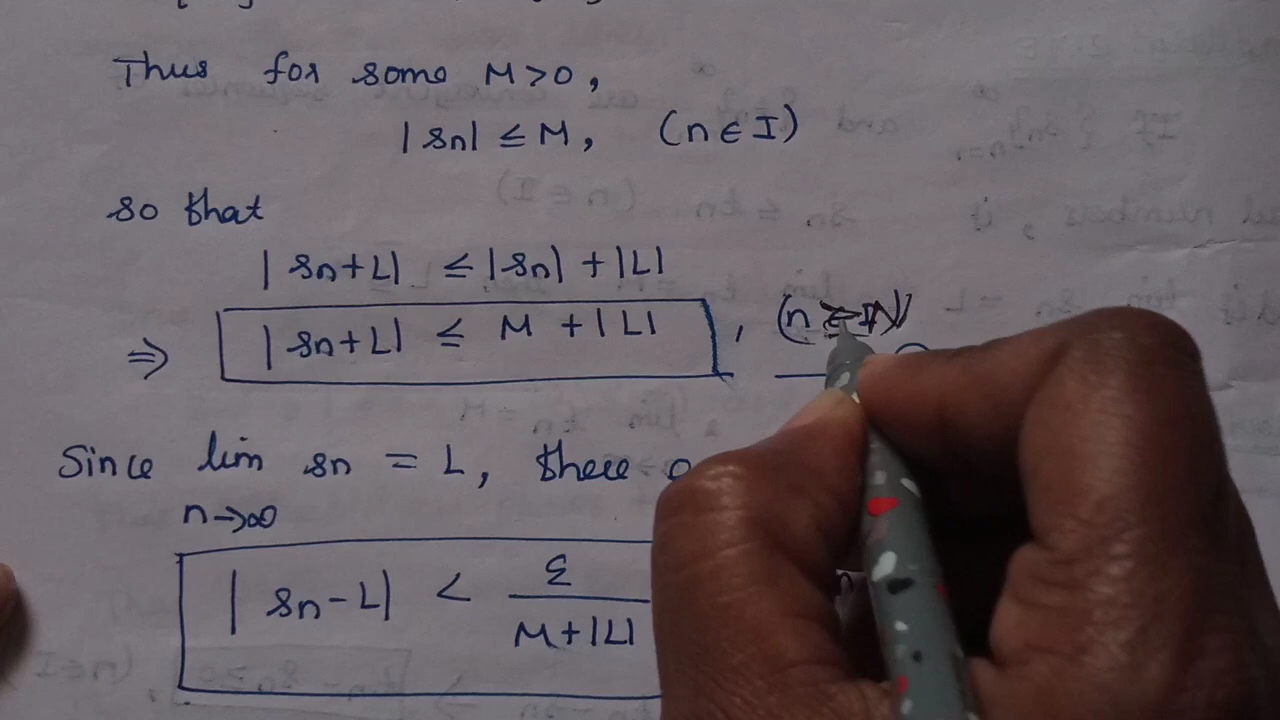 Thus for some M>0,
|sn| ≤ M, (n ∈ I)
so that
|sn+L| ≤ |sn| + |L|
⇒ |sn+L| ≤ M + |L| , (n
Since lim sn = L, there
n→∞
|sn-L| < ε
M+|L|